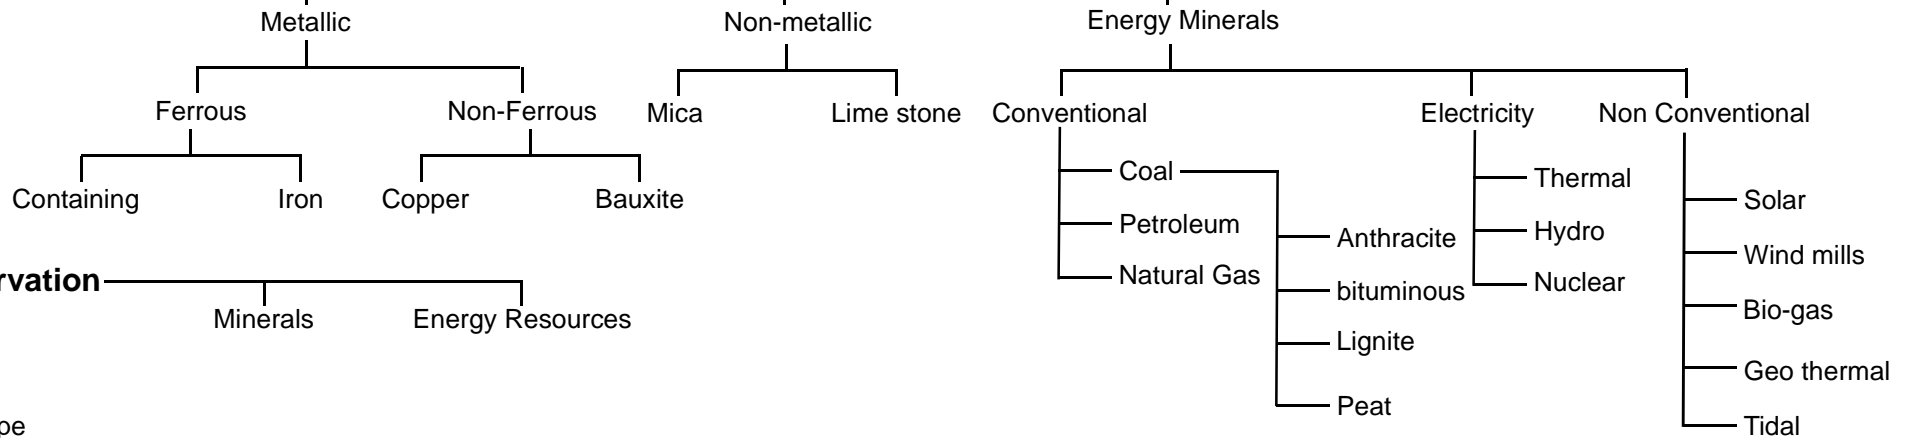 Metallic
Non-metallic
Energy Minerals
Ferrous
Non-Ferrous
Mica
Lime stone
Conventional
Electricity
Non Conventional
Containing
Iron
Copper
Bauxite
Coal
Petroleum
Natural Gas
Anthracite
bituminous
Lignite
Peat
Thermal
Hydro
Nuclear
Solar
Wind mills
Bio-gas
Geo thermal
Tidal
rvation
Minerals
Energy Resources
pe